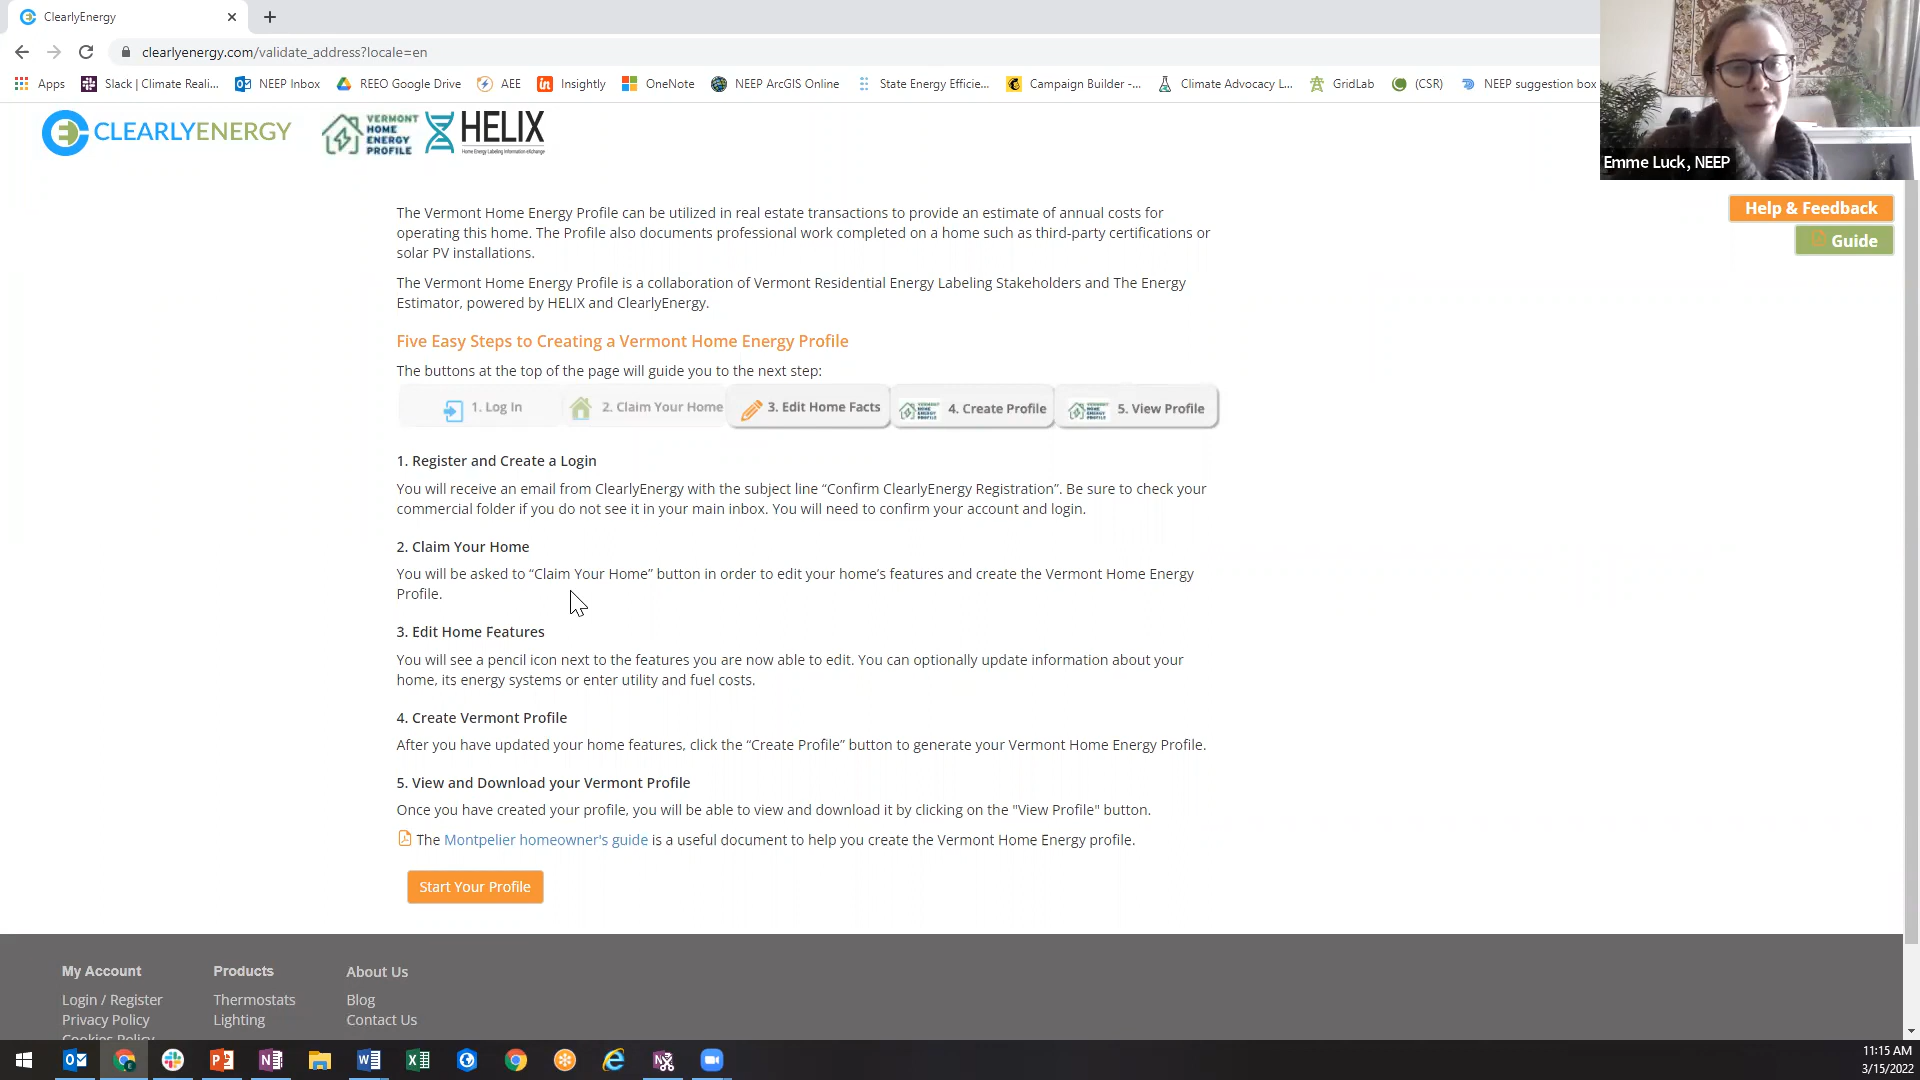 ClearlyEnergy
clearlyenergy.com/validate_address?locale=en
Apps
Slack | Climate Reali...
NEEP Inbox
REEO Google Drive
AEE
Insightly
OneNote
NEEP ArcGIS Online
State Energy Efficie...
Campaign Builder -...
Climate Advocacy L...
GridLab
(CSR)
NEEP suggestion box
Emme Luck, NEEP
CLEARLYENERGY
VERMONT
HOME
ENERGY
PROFILE
HELIX
Home Energy Labeling Information eXchange
Help & Feedback
Guide
The Vermont Home Energy Profile can be utilized in real estate transactions to provide an estimate of annual costs for
operating this home. The Profile also documents professional work completed on a home such as third-party certifications or
solar PV installations.
The Vermont Home Energy Profile is a collaboration of Vermont Residential Energy Labeling Stakeholders and The Energy
Estimator, powered by HELIX and ClearlyEnergy.
Five Easy Steps to Creating a Vermont Home Energy Profile
The buttons at the top of the page will guide you to the next step:
1. Log In
2. Claim Your Home
3. Edit Home Facts
VERMONT
HOME
ENERGY
PROFILE
4. Create Profile
VERMONT
HOME
ENERGY
PROFILE
5. View Profile
1. Register and Create a Login
You will receive an email from ClearlyEnergy with the subject line “Confirm ClearlyEnergy Registration”. Be sure to check your
commercial folder if you do not see it in your main inbox. You will need to confirm your account and login.
2. Claim Your Home
You will be asked to “Claim Your Home” button in order to edit your home’s features and create the Vermont Home Energy
Profile.
3. Edit Home Features
You will see a pencil icon next to the features you are now able to edit. You can optionally update information about your
home, its energy systems or enter utility and fuel costs.
4. Create Vermont Profile
After you have updated your home features, click the “Create Profile” button to generate your Vermont Home Energy Profile.
5. View and Download your Vermont Profile
Once you have created your profile, you will be able to view and download it by clicking on the "View Profile" button.
The Montpelier homeowner's guide is a useful document to help you create the Vermont Home Energy profile.
Start Your Profile
My Account
Login / Register
Privacy Policy
Cookies Policy
Products
Thermostats
Lighting
About Us
Blog
Contact Us
11:15 AM
3/15/2022